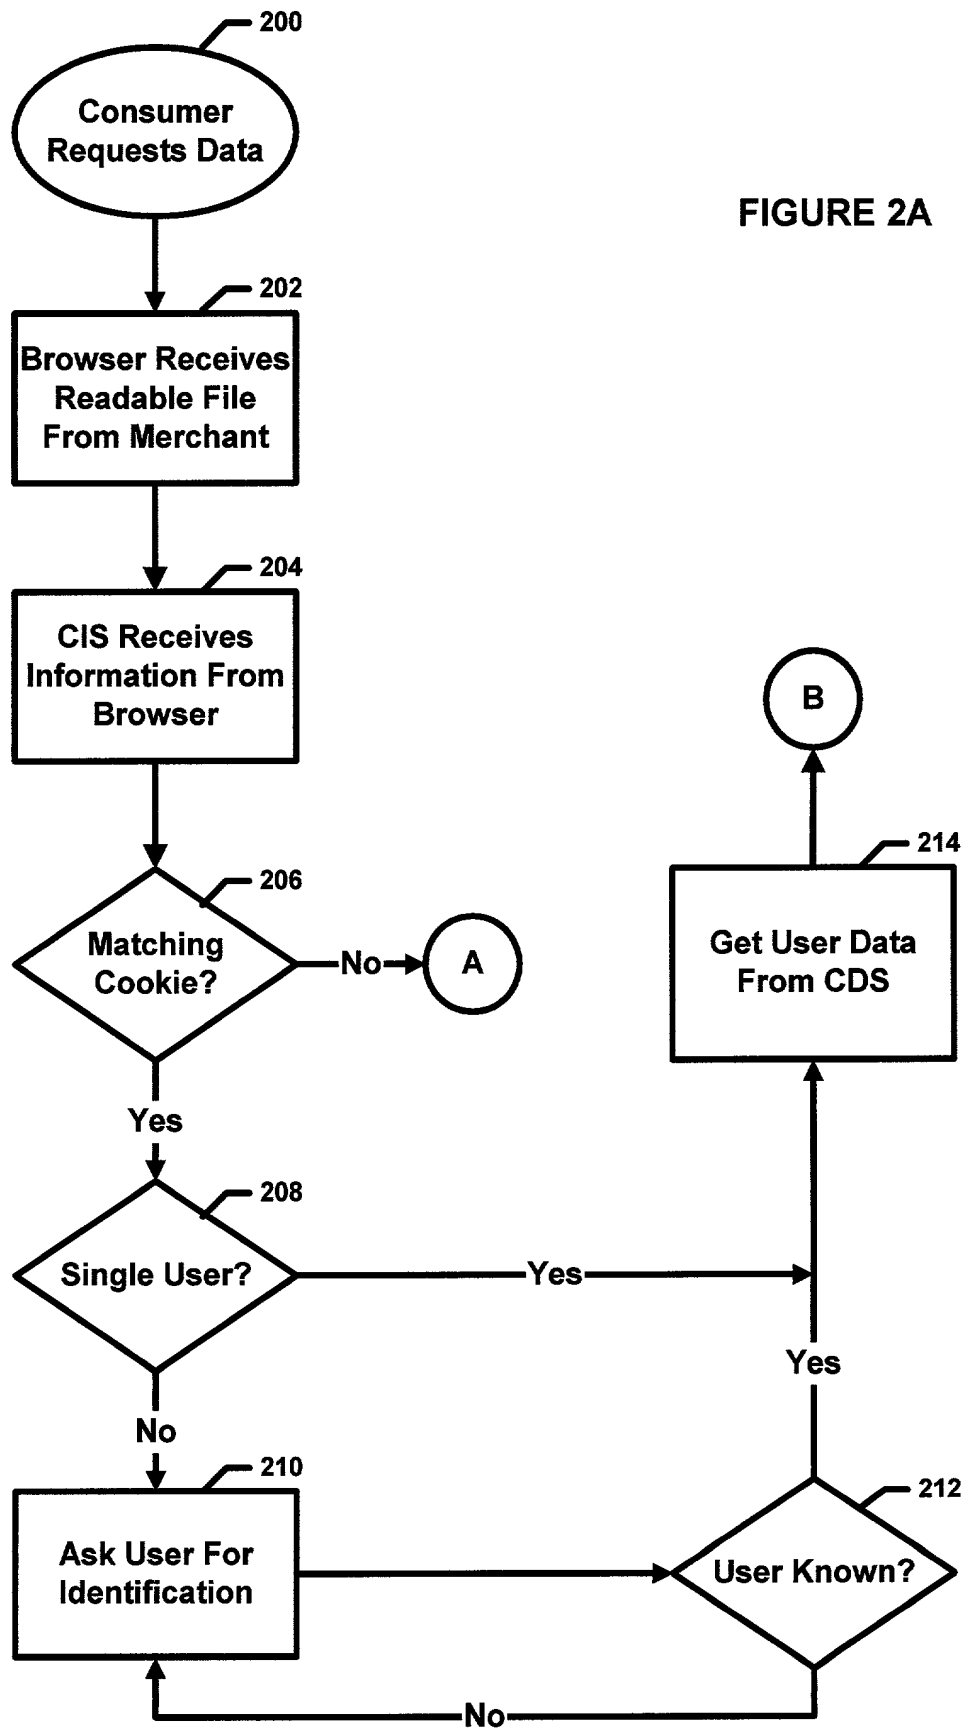 200
Consumer
Requests Data
FIGURE 2A
202
Browser Receives
Readable File
From Merchant
204
CIS Receives
Information From
Browser
B
206
Matching
Cookie?
No
A
214
Get User Data
From CDS
Yes
208
Single User?
Yes
Yes
No
210
Ask User For
Identification
212
User Known?
No